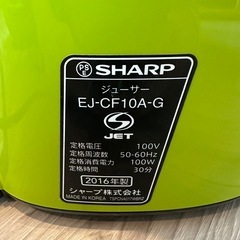 PS E SHARP
ジューサー
EJ-CF10A-G
S JET
定格電圧 100V
定格周波数 50-60Hz
定格消費電力 100W
定格時間 30分
2016年製
シャープ株式会社
MADE IN KOREA